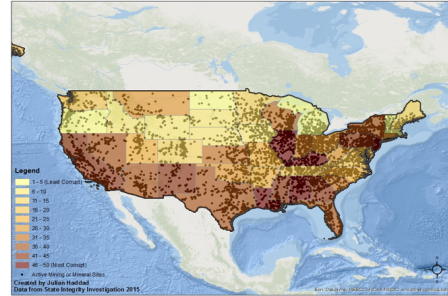 Legend
1 - 5 (Least Corrupt)
6 - 10
11 - 15
16 - 20
21 - 25
26 - 30
31 - 35
36 - 40
41 - 45
46 - 50 (Most Corrupt)
Active Mining or Mineral Sites
Created by Julian Haddad
Data from State Integrity Investigation 2015